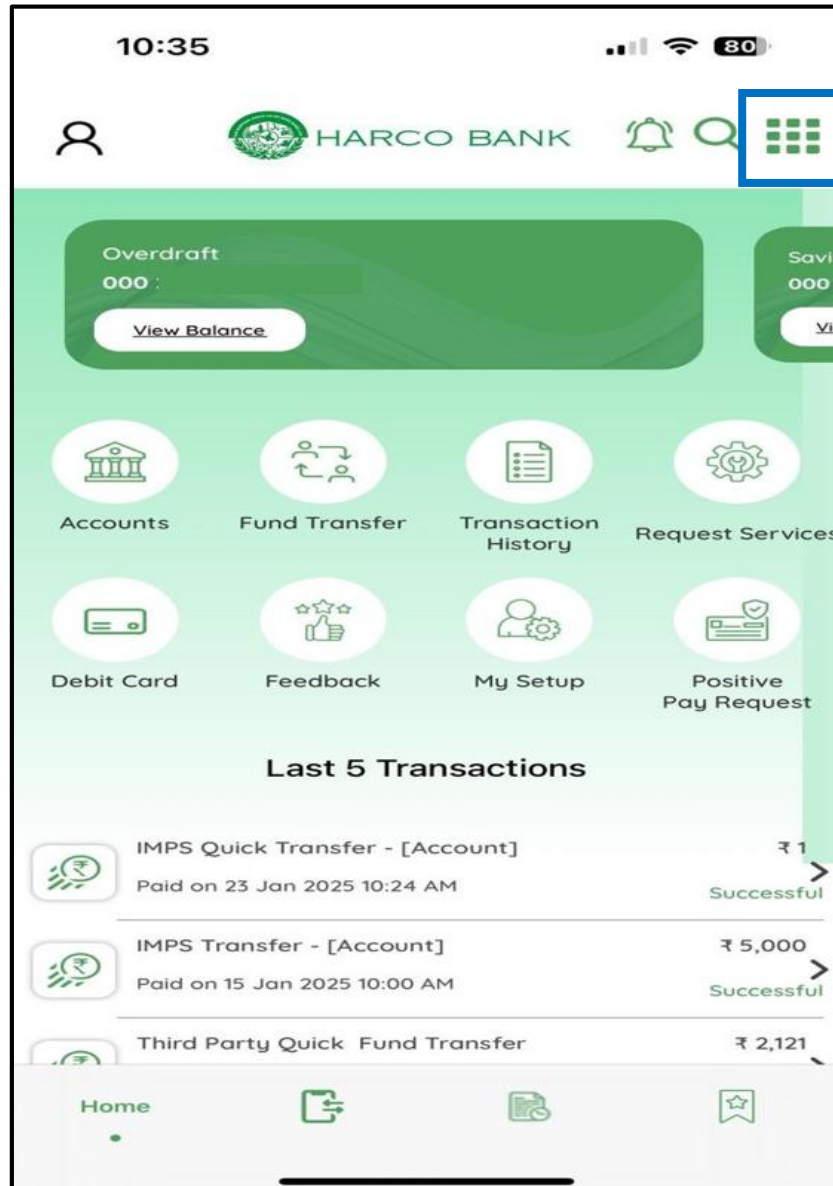 10:35
80
HARCO BANK
Overdraft
000 :
View Balance
Savi
000
Vi
Accounts
Fund Transfer
Transaction
History
Request Services
Debit Card
Feedback
My Setup
Positive
Pay Request
Last 5 Transactions
IMPS Quick Transfer - [Account]
₹ 1
Paid on 23 Jan 2025 10:24 AM
Successful
IMPS Transfer - [Account]
₹ 5,000
Paid on 15 Jan 2025 10:00 AM
Successful
Third Party Quick Fund Transfer
₹ 2,121
Home